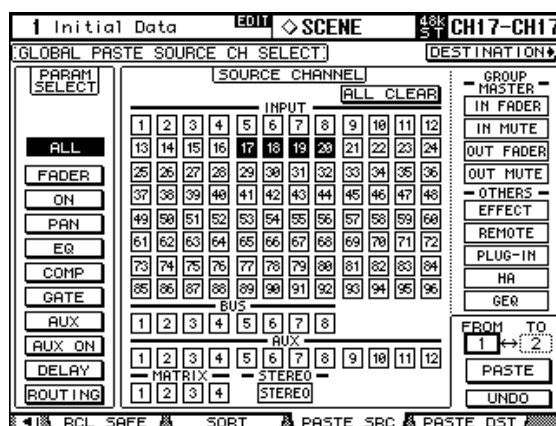 1 Initial Data EDIT ◇SCENE 48K ST CH17-CH17
GLOBAL PASTE SOURCE CH SELECT DESTINATION
PARAM SELECT
ALL
FADER
ON
PAN
EQ
COMP
GATE
AUX
AUX ON
DELAY
ROUTING
SOURCE CHANNEL
ALL CLEAR
INPUT
1 2 3 4 5 6 7 8 9 10 11 12
13 14 15 16 17 18 19 20 21 22 23 24
25 26 27 28 29 30 31 32 33 34 35 36
37 38 39 40 41 42 43 44 45 46 47 48
49 50 51 52 53 54 55 56 57 58 59 60
61 62 63 64 65 66 67 68 69 70 71 72
73 74 75 76 77 78 79 80 81 82 83 84
85 86 87 88 89 90 91 92 93 94 95 96
BUS
1 2 3 4 5 6 7 8
AUX
1 2 3 4 5 6 7 8 9 10 11 12
MATRIX STEREO
1 2 3 4 STEREO
GROUP MASTER
IN FADER
IN MUTE
OUT FADER
OUT MUTE
OTHERS
EFFECT
REMOTE
PLUG-IN
HA
GEQ
FROM TO
1 ↔ 2
PASTE
UNDO
RCL SAFE SORT PASTE SRC PASTE DST